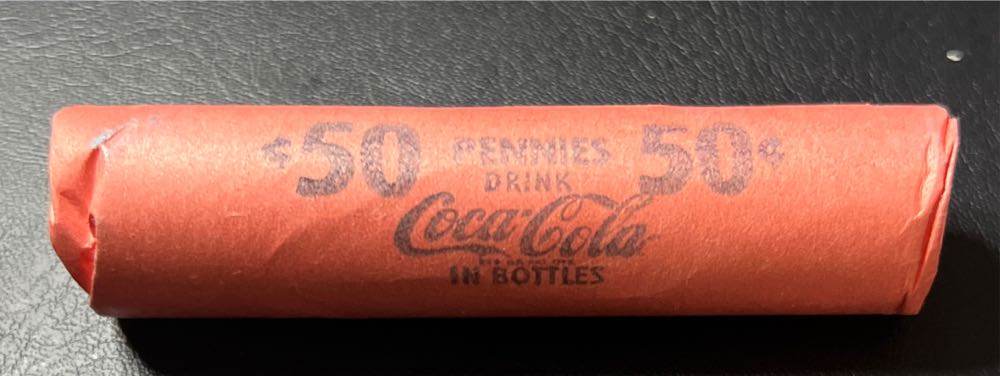 ¢50 PENNIES 50¢
DRINK
Coca-Cola
IN BOTTLES